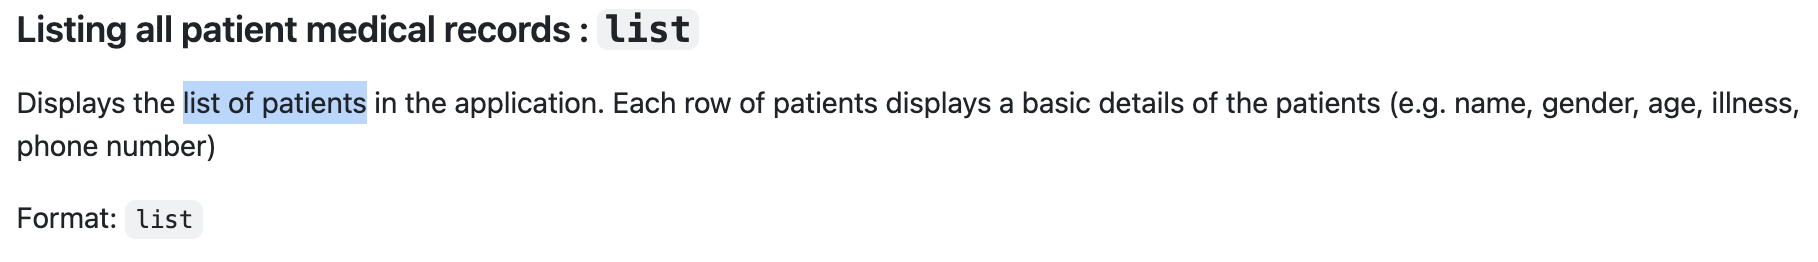 Listing all patient medical records : list
Displays the list of patients in the application. Each row of patients displays a basic details of the patients (e.g. name, gender, age, illness,
phone number)
Format: list